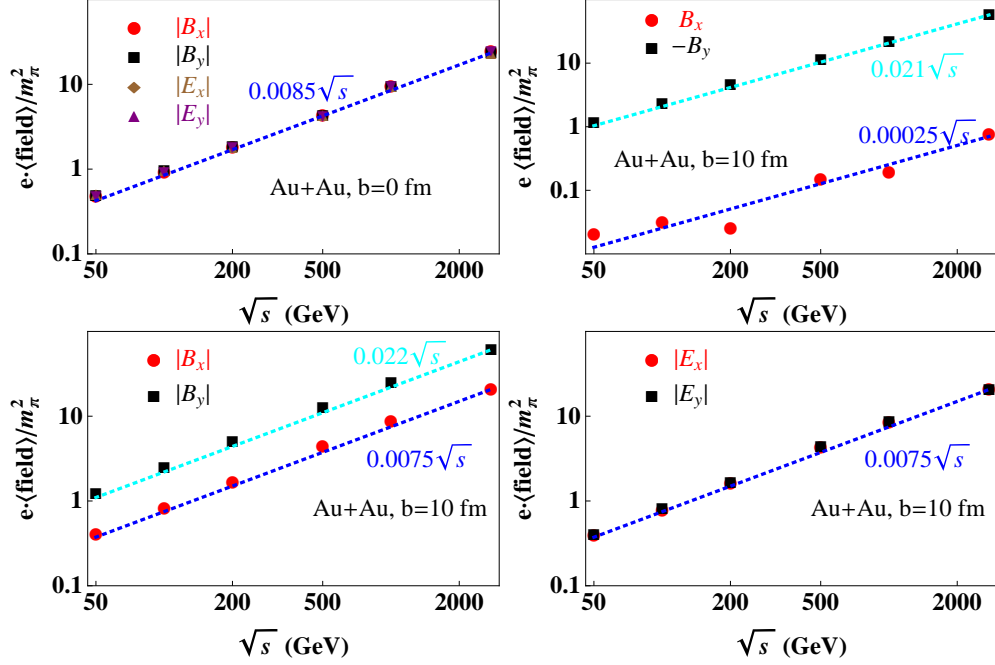 |B_x|
|B_y|
|E_x|
|E_y|
0.0085√s
Au+Au, b=0 fm
e·⟨field⟩/m_π^2
10
1
0.1
50
200
500
2000
√s (GeV)
B_x
−B_y
0.021√s
0.00025√s
Au+Au, b=10 fm
e ⟨field⟩/m_π^2
10
1
0.1
50
200
500
2000
√s (GeV)
|B_x|
|B_y|
0.022√s
0.0075√s
Au+Au, b=10 fm
e·⟨field⟩/m_π^2
10
1
0.1
50
200
500
2000
√s (GeV)
|E_x|
|E_y|
0.0075√s
Au+Au, b=10 fm
e·⟨field⟩/m_π^2
10
1
0.1
50
200
500
2000
√s (GeV)